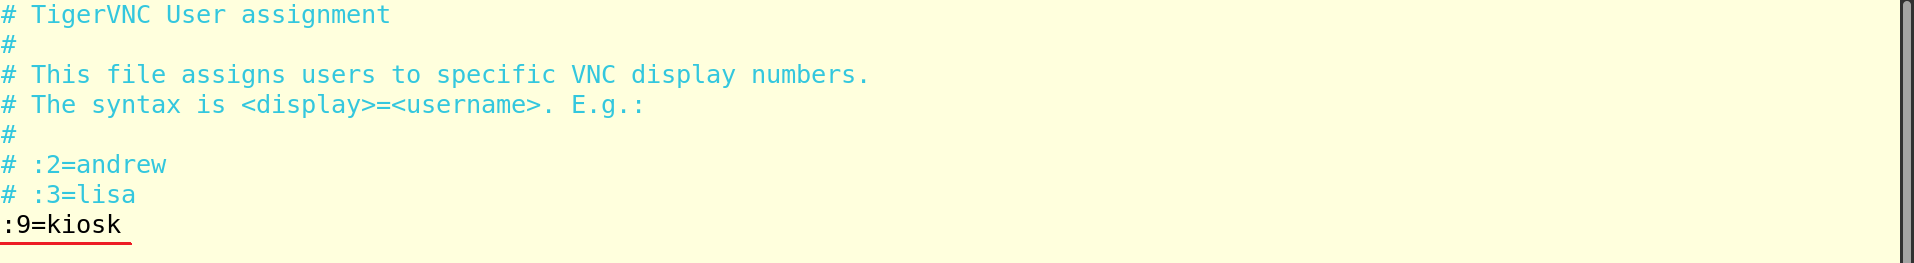 # TigerVNC User assignment
#
# This file assigns users to specific VNC display numbers.
# The syntax is <display>=<username>. E.g.:
#
# :2=andrew
# :3=lisa
:9=kiosk